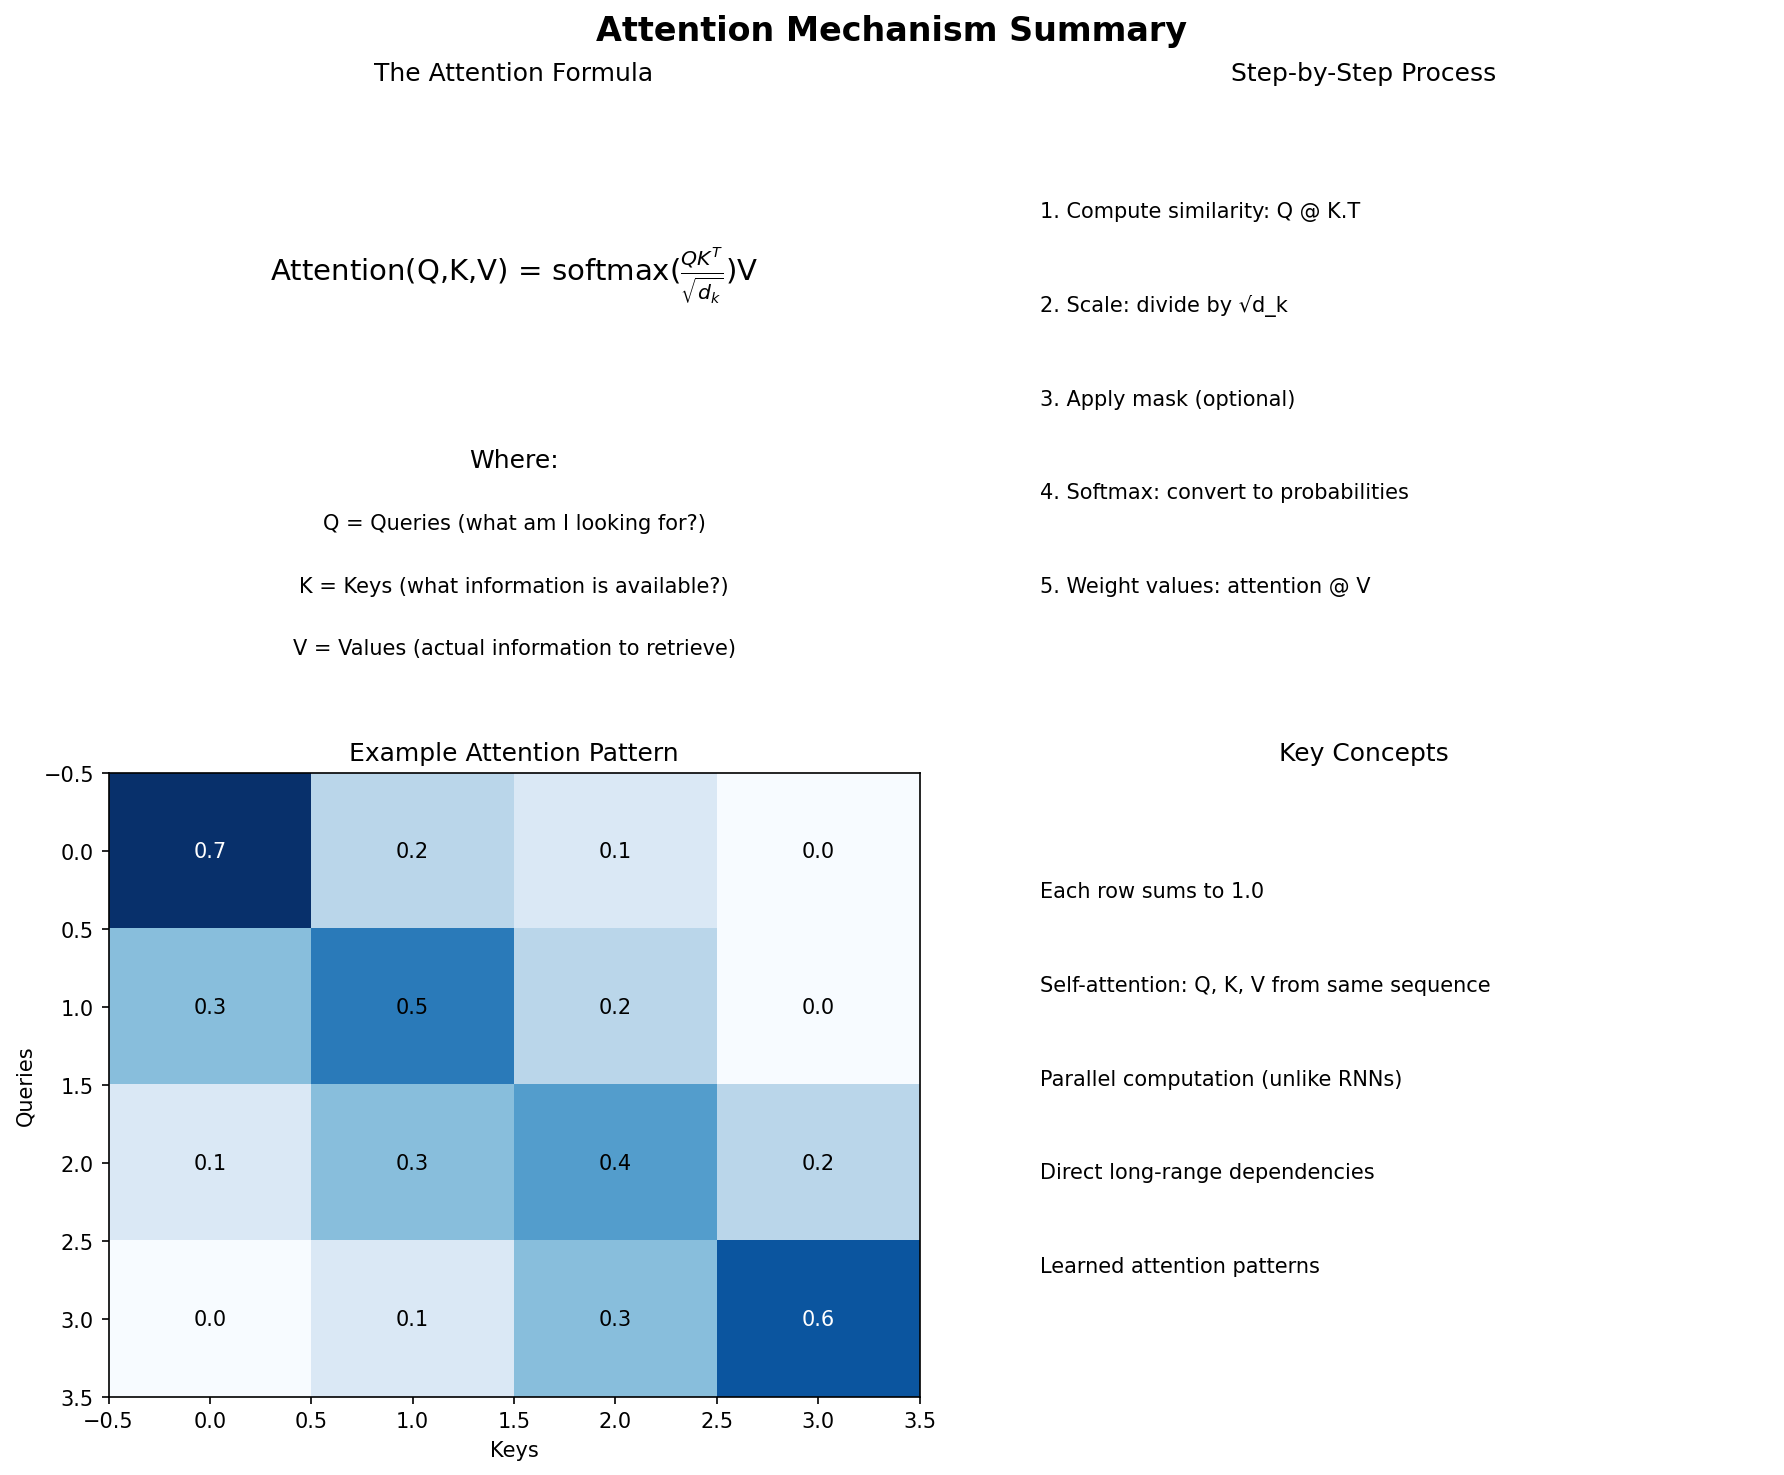 Attention Mechanism Summary
The Attention Formula
Attention(Q,K,V) = softmax(\frac{QK^T}{\sqrt{d_k}})V
Where:
Q = Queries (what am I looking for?)
K = Keys (what information is available?)
V = Values (actual information to retrieve)
Step-by-Step Process
1. Compute similarity: Q @ K.T
2. Scale: divide by √d_k
3. Apply mask (optional)
4. Softmax: convert to probabilities
5. Weight values: attention @ V
Example Attention Pattern
Queries
−0.5
0.0
0.5
1.0
1.5
2.0
2.5
3.0
3.5
0.7 0.2 0.1 0.0
0.3 0.5 0.2 0.0
0.1 0.3 0.4 0.2
0.0 0.1 0.3 0.6
−0.5 0.0 0.5 1.0 1.5 2.0 2.5 3.0 3.5
Keys
Key Concepts
Each row sums to 1.0
Self-attention: Q, K, V from same sequence
Parallel computation (unlike RNNs)
Direct long-range dependencies
Learned attention patterns